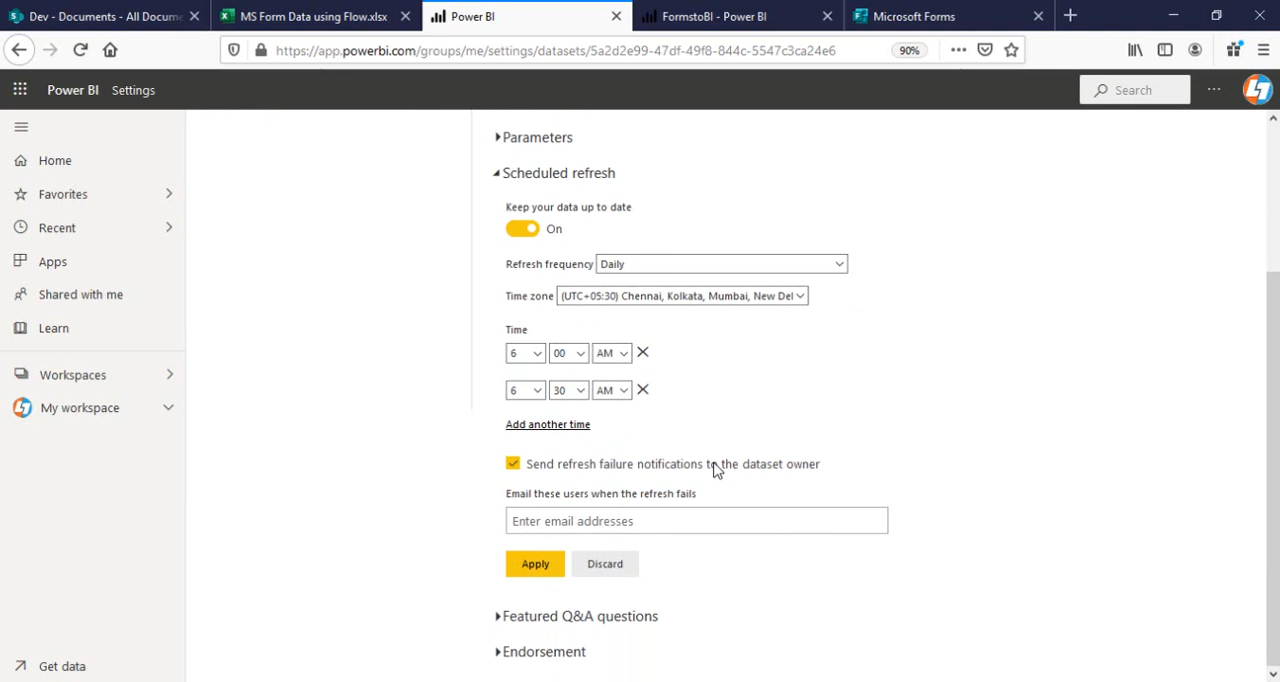 Dev - Documents - All Docume
MS Form Data using Flow.xlsx
Power BI
FormstoBI - Power BI
Microsoft Forms
https://app.powerbi.com/groups/me/settings/datasets/5a2d2e99-47df-49f8-844c-5547c3ca24e6
90%
Power BI Settings
Search
Home
Favorites
Recent
Apps
Shared with me
Learn
Workspaces
My workspace
Get data
Parameters
Scheduled refresh
Keep your data up to date
On
Refresh frequency Daily
Time zone (UTC+05:30) Chennai, Kolkata, Mumbai, New Del
Time
6 00 AM
6 30 AM
Add another time
Send refresh failure notifications to the dataset owner
Email these users when the refresh fails
Enter email addresses
Apply Discard
Featured Q&A questions
Endorsement